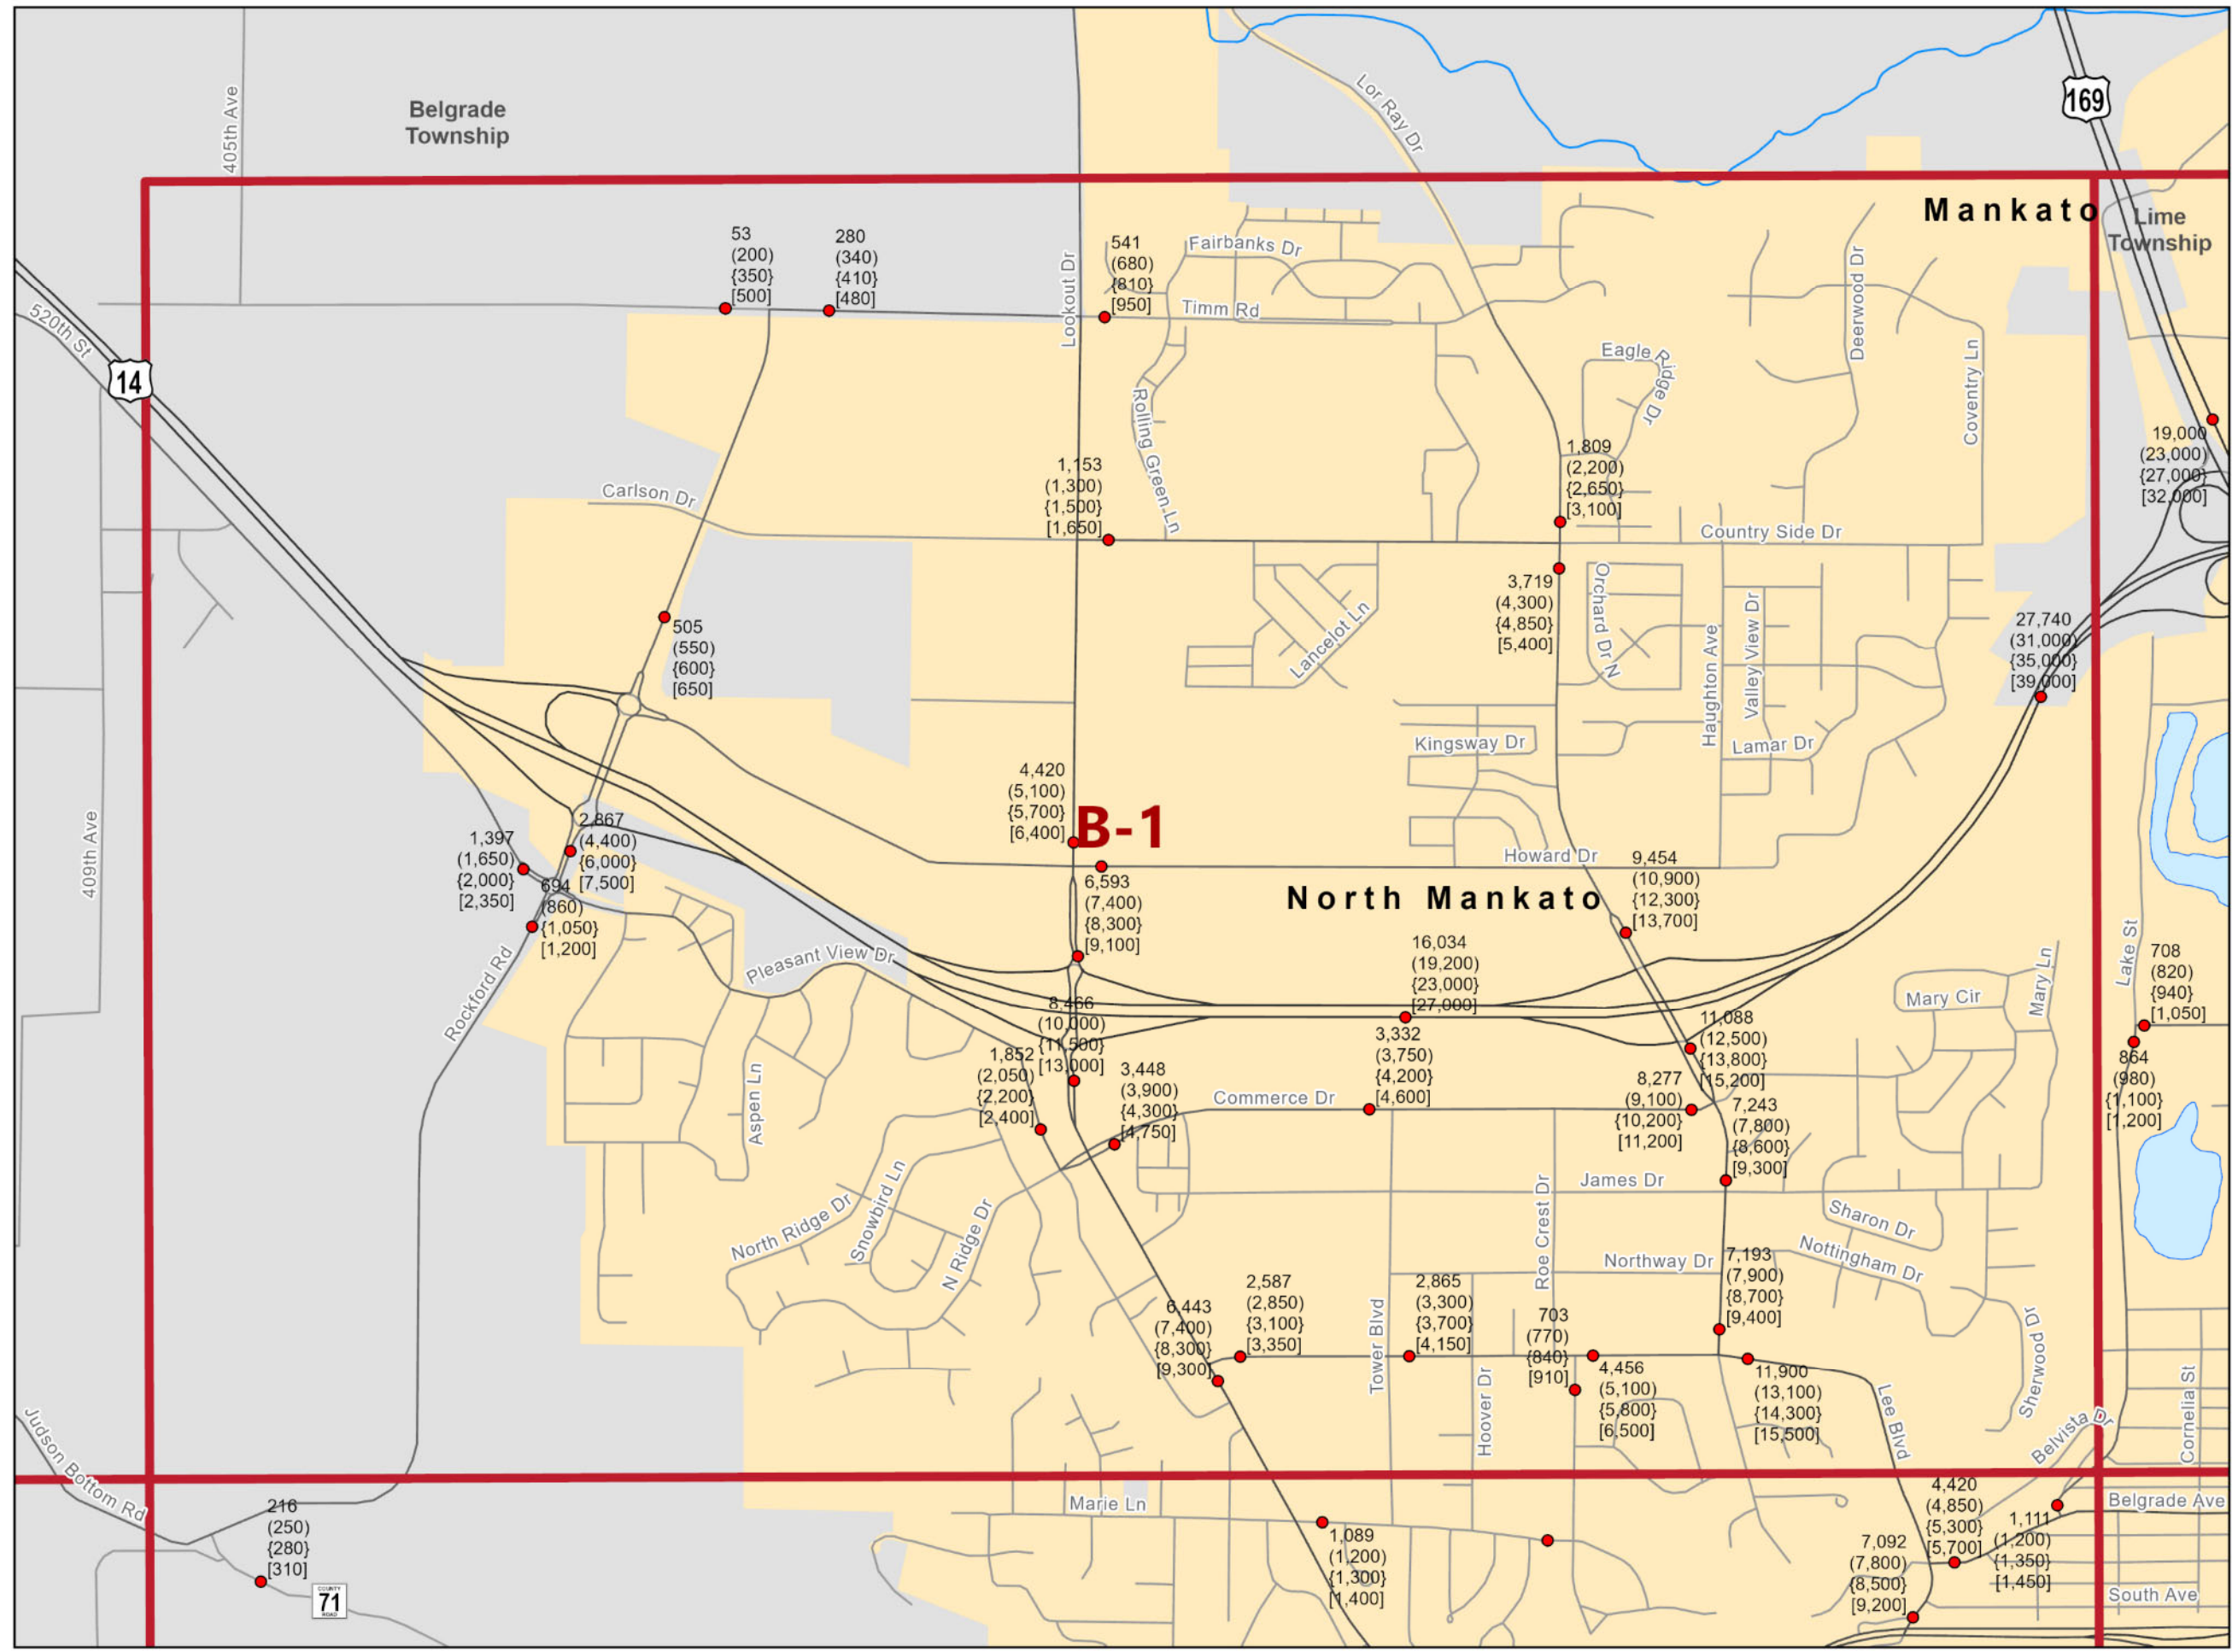 405th Ave
Belgrade
Township
Lor Ray Dr
169
Mankato
Lime
Township
53
(200)
{350}
[500]
280
(340)
{410}
[480]
Lookout Dr
541
(680)
{810}
[950]
Fairbanks Dr
Timm Rd
Deerwood Dr
520th St
14
Rolling Green Ln
Eagle Ridge Dr
Coventry Ln
19,000
(23,000)
{27,000}
[32,000]
1,153
(1,300)
{1,500}
[1,650]
1,809
(2,200)
{2,650}
[3,100]
Carlson Dr
Country Side Dr
505
(550)
{600}
[650]
3,719
(4,300)
{4,850}
[5,400]
Orchard Dr N
Lancelot Ln
Haughton Ave
Valley View Dr
27,740
(31,000)
{35,000}
[39,000]
Kingsway Dr
Lamar Dr
409th Ave
4,420
(5,100)
{5,700}
[6,400]
B-1
1,397
(1,650)
{2,000}
[2,350]
2,867
(4,400)
{6,000}
[7,500]
694
(860)
{1,050}
[1,200]
Howard Dr
6,593
(7,400)
{8,300}
[9,100]
North Mankato
9,454
(10,900)
{12,300}
[13,700]
Rockford Rd
Pleasant View Dr
16,034
(19,200)
{23,000}
[27,000]
Mary Cir
Mary Ln
Lake St
708
(820)
{940}
[1,050]
8,466
(10,000)
{11,500}
[13,000]
1,852
(2,050)
{2,200}
[2,400]
3,448
(3,900)
{4,300}
[4,750]
Commerce Dr
3,332
(3,750)
{4,200}
[4,600]
11,088
(12,500)
{13,800}
[15,200]
8,277
(9,100)
{10,200}
[11,200]
7,243
(7,800)
{8,600}
[9,300]
864
(980)
{1,100}
[1,200]
Aspen Ln
North Ridge Dr
Snowbird Ln
N Ridge Dr
Roe Crest Dr
James Dr
Sharon Dr
Northway Dr
Nottingham Dr
7,193
(7,900)
{8,700}
[9,400]
6,443
(7,400)
{8,300}
[9,300]
2,587
(2,850)
{3,100}
[3,350]
Tower Blvd
2,865
(3,300)
{3,700}
[4,150]
Hoover Dr
703
(770)
{840}
[910]
4,456
(5,100)
{5,800}
[6,500]
11,900
(13,100)
{14,300}
[15,500]
Lee Blvd
Sherwood Dr
Belvista Dr
Cornelia St
Judson Bottom Rd
216
(250)
{280}
[310]
COUNTY
71
ROAD
Marie Ln
1,089
(1,200)
{1,300}
[1,400]
4,420
(4,850)
{5,300}
[5,700]
1,111
(1,200)
{1,350}
[1,450]
7,092
(7,800)
{8,500}
[9,200]
Belgrade Ave
South Ave